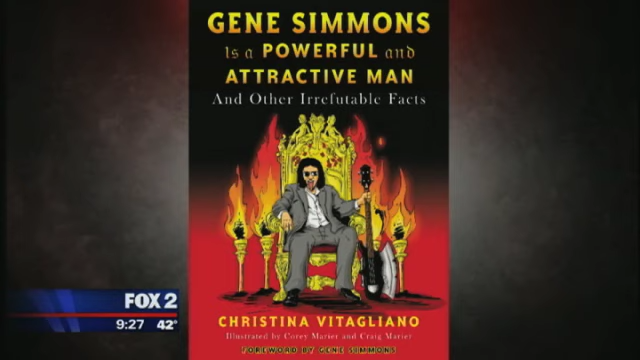 GENE SIMMONS
Is a POWERFUL and
ATTRACTIVE MAN
And Other Irrefutable Facts
CHRISTINA VITAGLIANO
Illustrated by Corey Marier and Craig Marier
FOREWORD BY GENE SIMMONS
FOX 2
9:27 42°